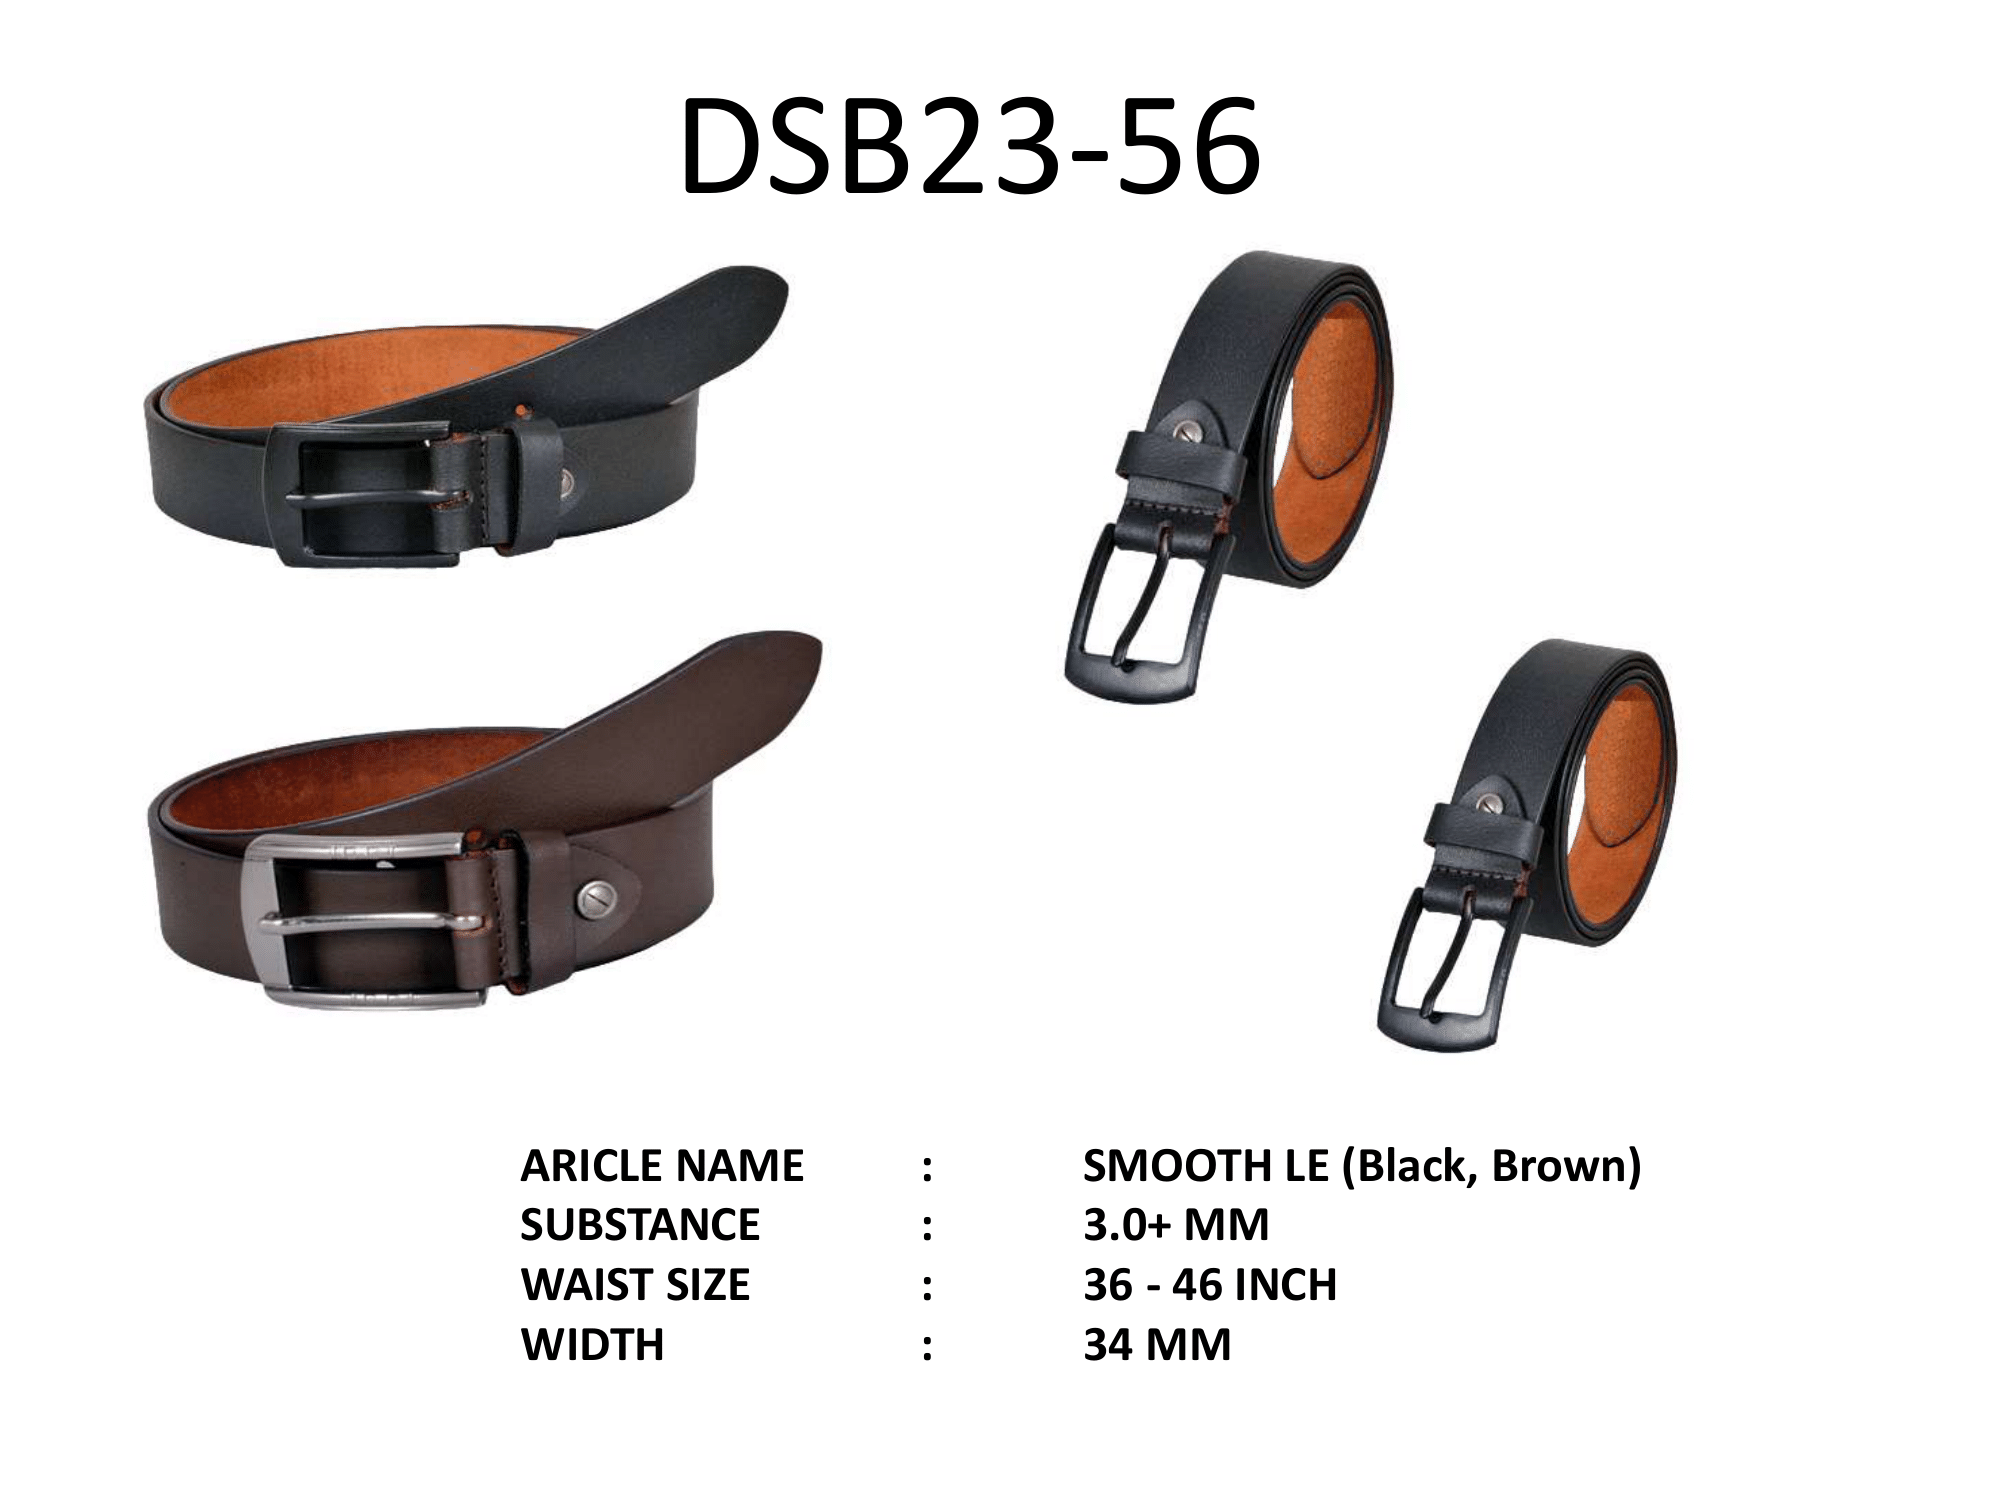 DSB23-56
ARICLE NAME : SMOOTH LE (Black, Brown)
SUBSTANCE : 3.0+ MM
WAIST SIZE : 36 - 46 INCH
WIDTH : 34 MM